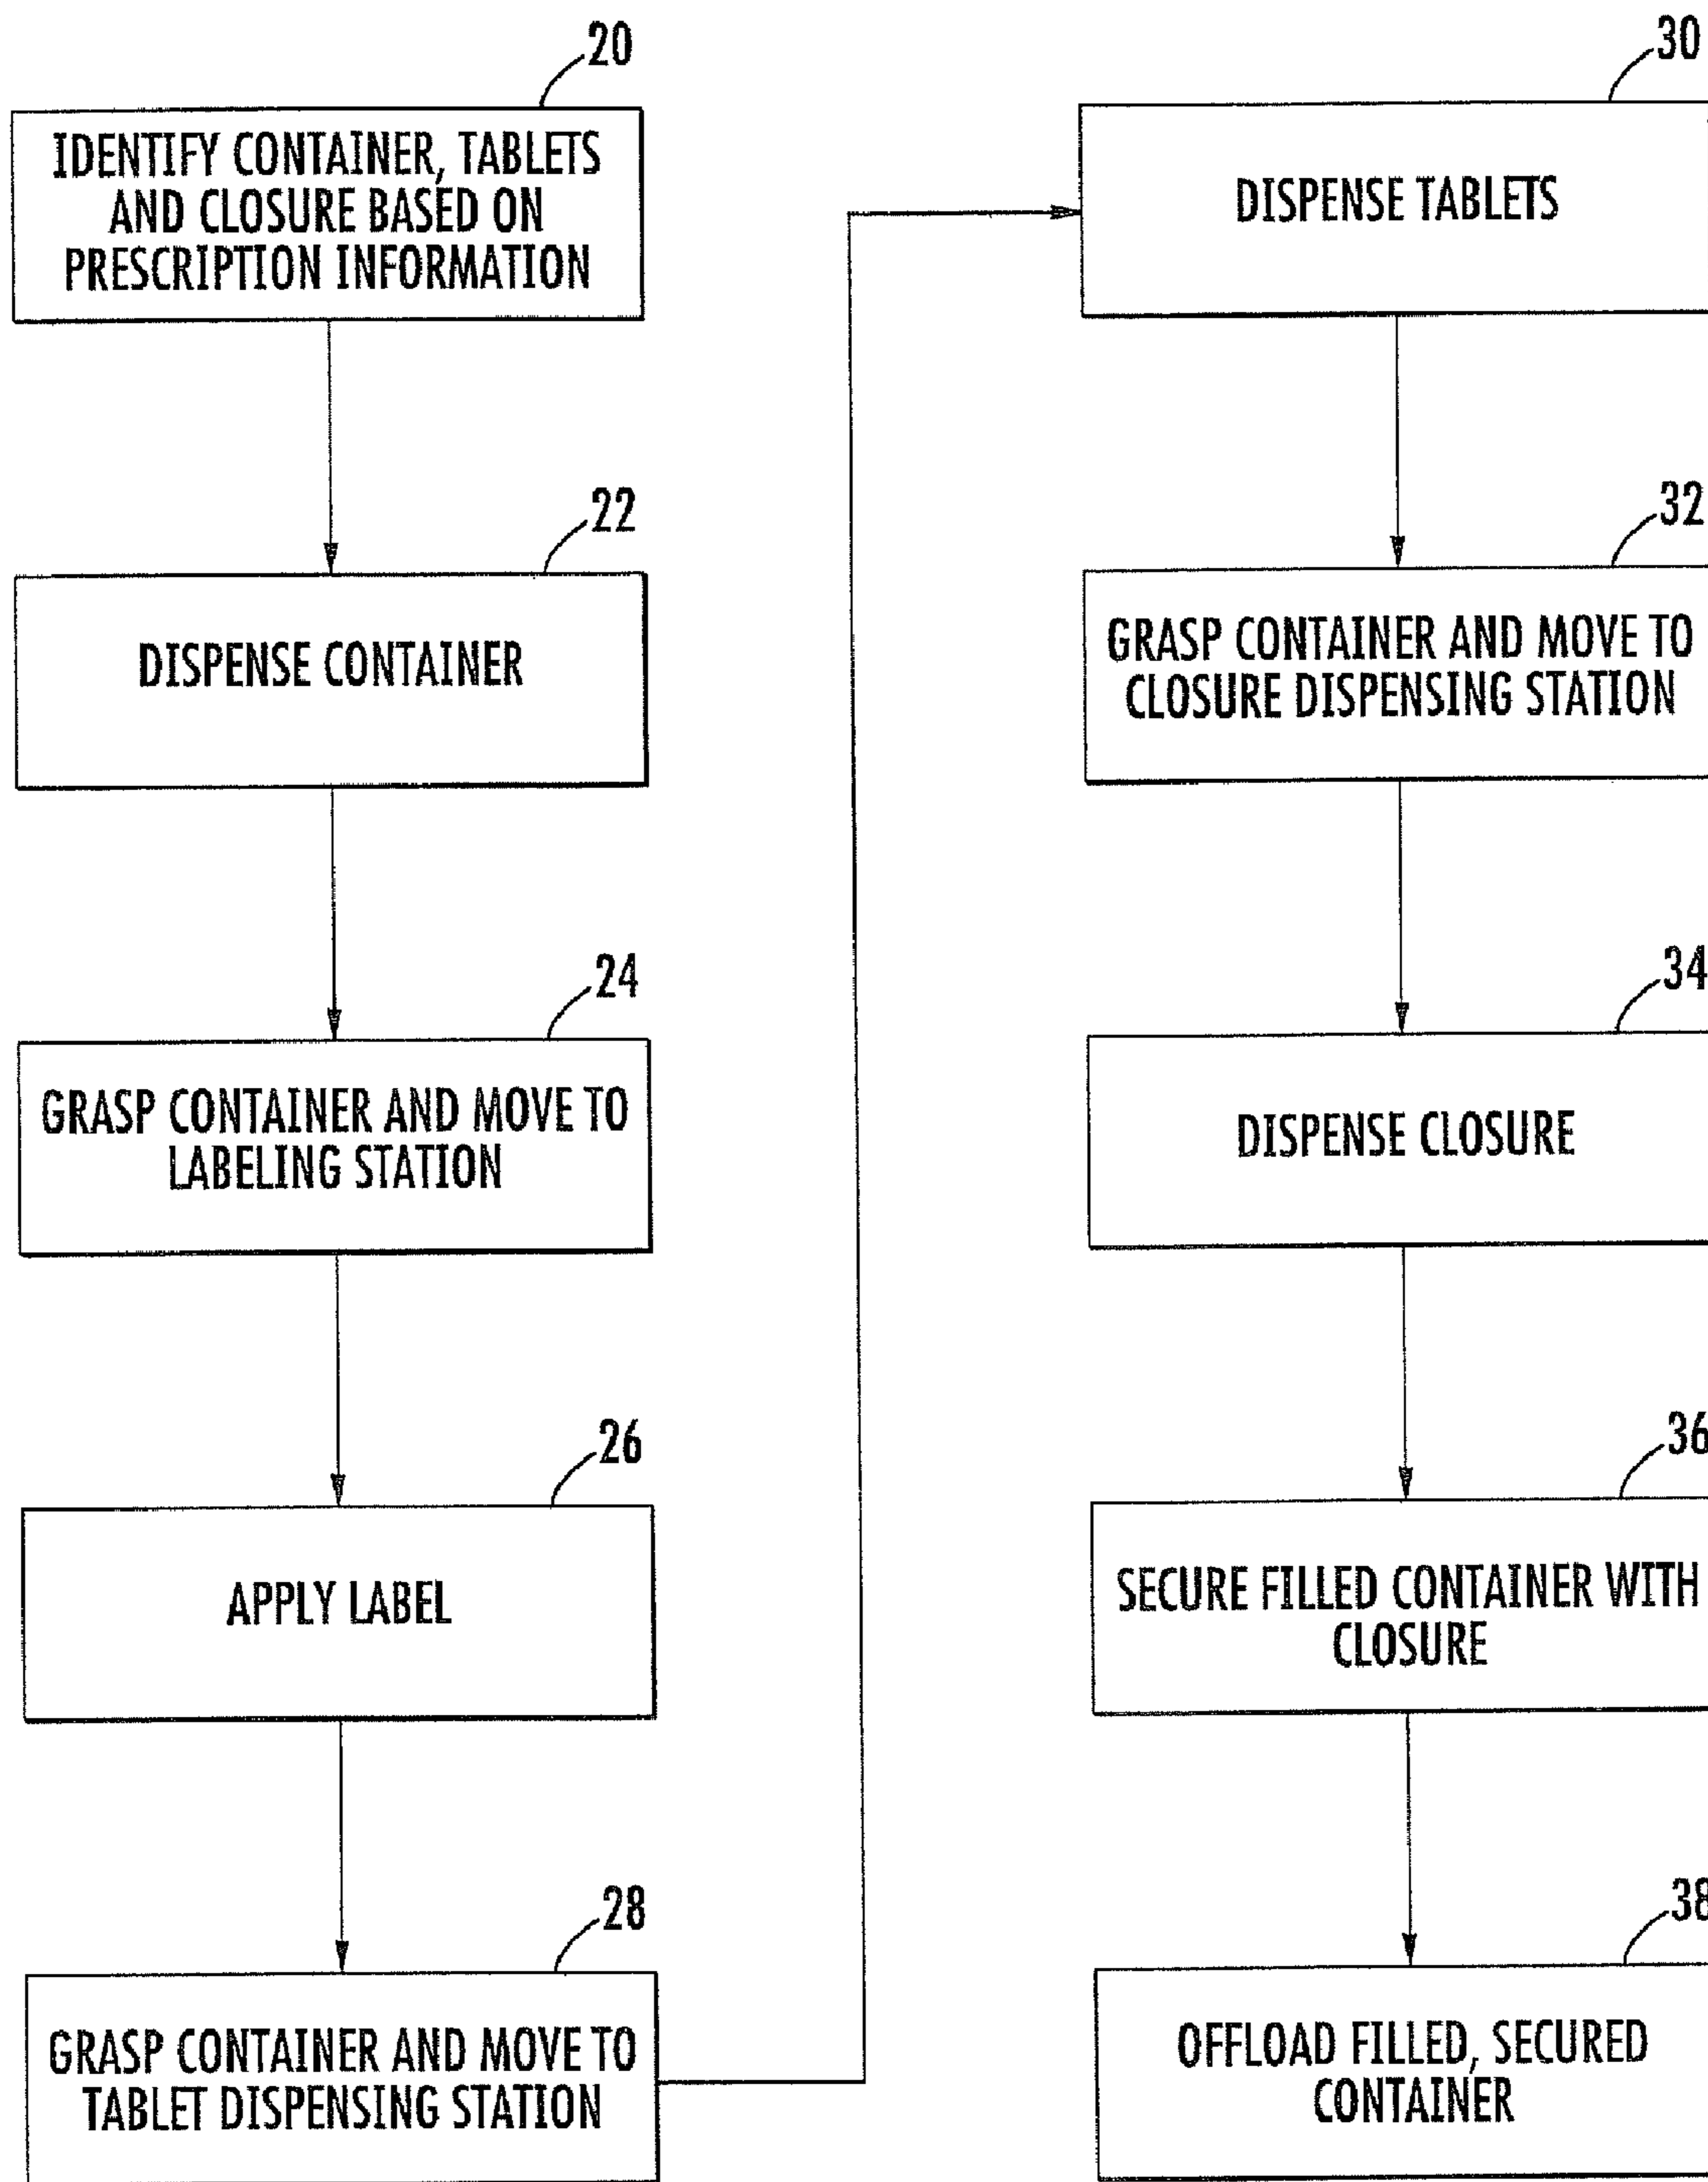 20
IDENTIFY CONTAINER, TABLETS
AND CLOSURE BASED ON
PRESCRIPTION INFORMATION
22
DISPENSE CONTAINER
24
GRASP CONTAINER AND MOVE TO
LABELING STATION
26
APPLY LABEL
28
GRASP CONTAINER AND MOVE TO
TABLET DISPENSING STATION
30
DISPENSE TABLETS
32
GRASP CONTAINER AND MOVE TO
CLOSURE DISPENSING STATION
34
DISPENSE CLOSURE
36
SECURE FILLED CONTAINER WITH
CLOSURE
38
OFFLOAD FILLED, SECURED
CONTAINER